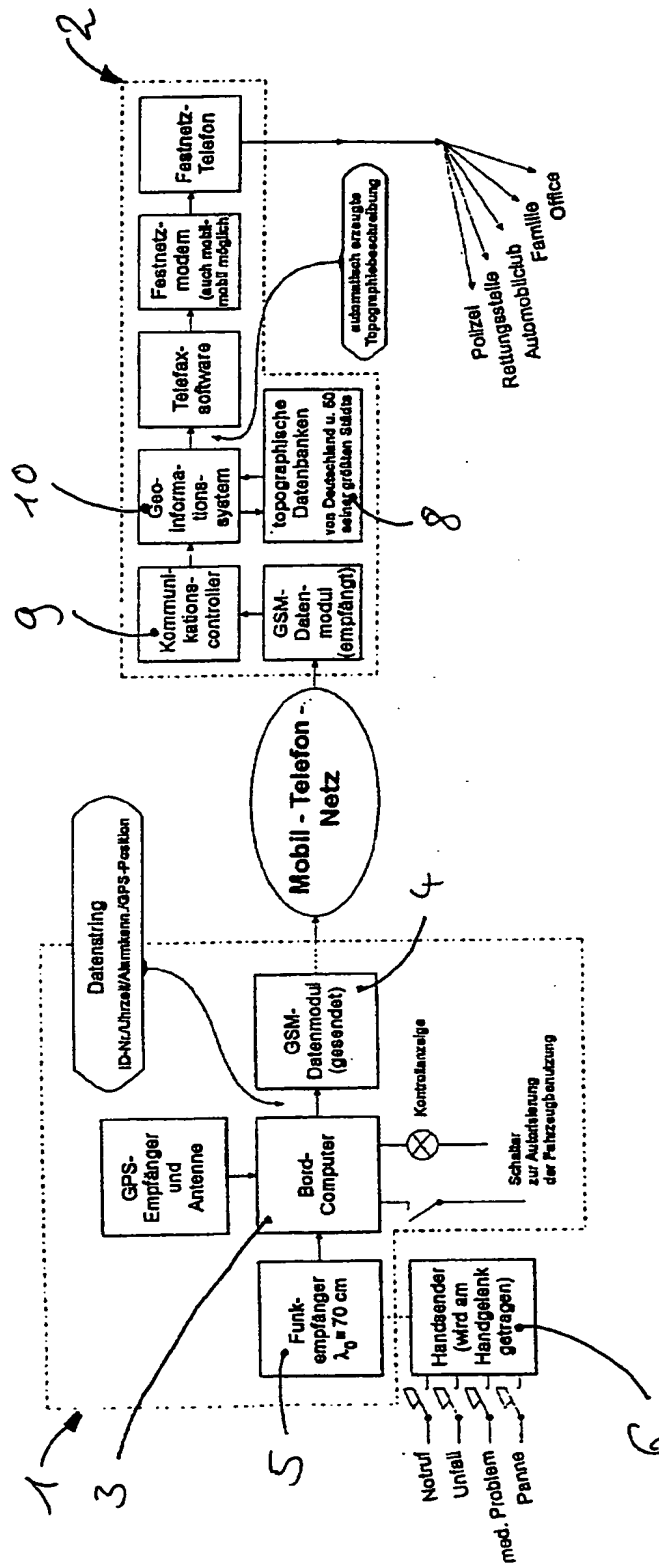 1
2
3
4
5
6
8
9
10
Datenstring
ID-Nr./Uhrzeit/Alarmkenn./GPS-Position
GPS-
Empfänger
und
Antenne
Funk-
empfänger
λ₀ = 70 cm
Bord-
Computer
GSM-
Datenmodul
(gesendet)
Kontrollanzeige
Schalter
zur Autorisierung
der Fahrzeugbenutzung
Handsender
(wird am
Handgelenk
getragen)
Notruf
Unfall
med. Problem
Panne
Mobil - Telefon -
Netz
Kommuni-
kations-
controller
GSM-
Daten-
modul
(empfängt)
Geo-
Informa-
tions-
system
topographische
Datenbanken
von Deutschland u. 50
seiner größten Städte
Telefax-
software
Festnetz-
modem
(auch mobil-
mobil möglich)
Festnetz-
Telefon
automatisch erzeugte
Topographiebeschreibung
Polizei
Rettungsstelle
Automobilclub
Familie
Office